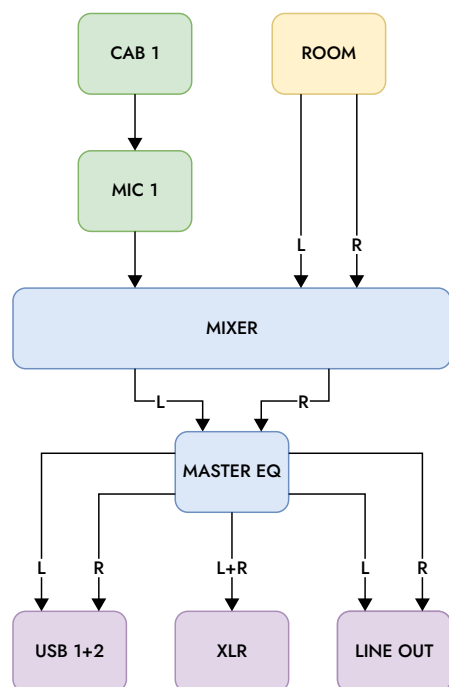 CAB 1
ROOM
MIC 1
L
R
MIXER
L
R
MASTER EQ
L
R
L+R
L
R
USB 1+2
XLR
LINE OUT